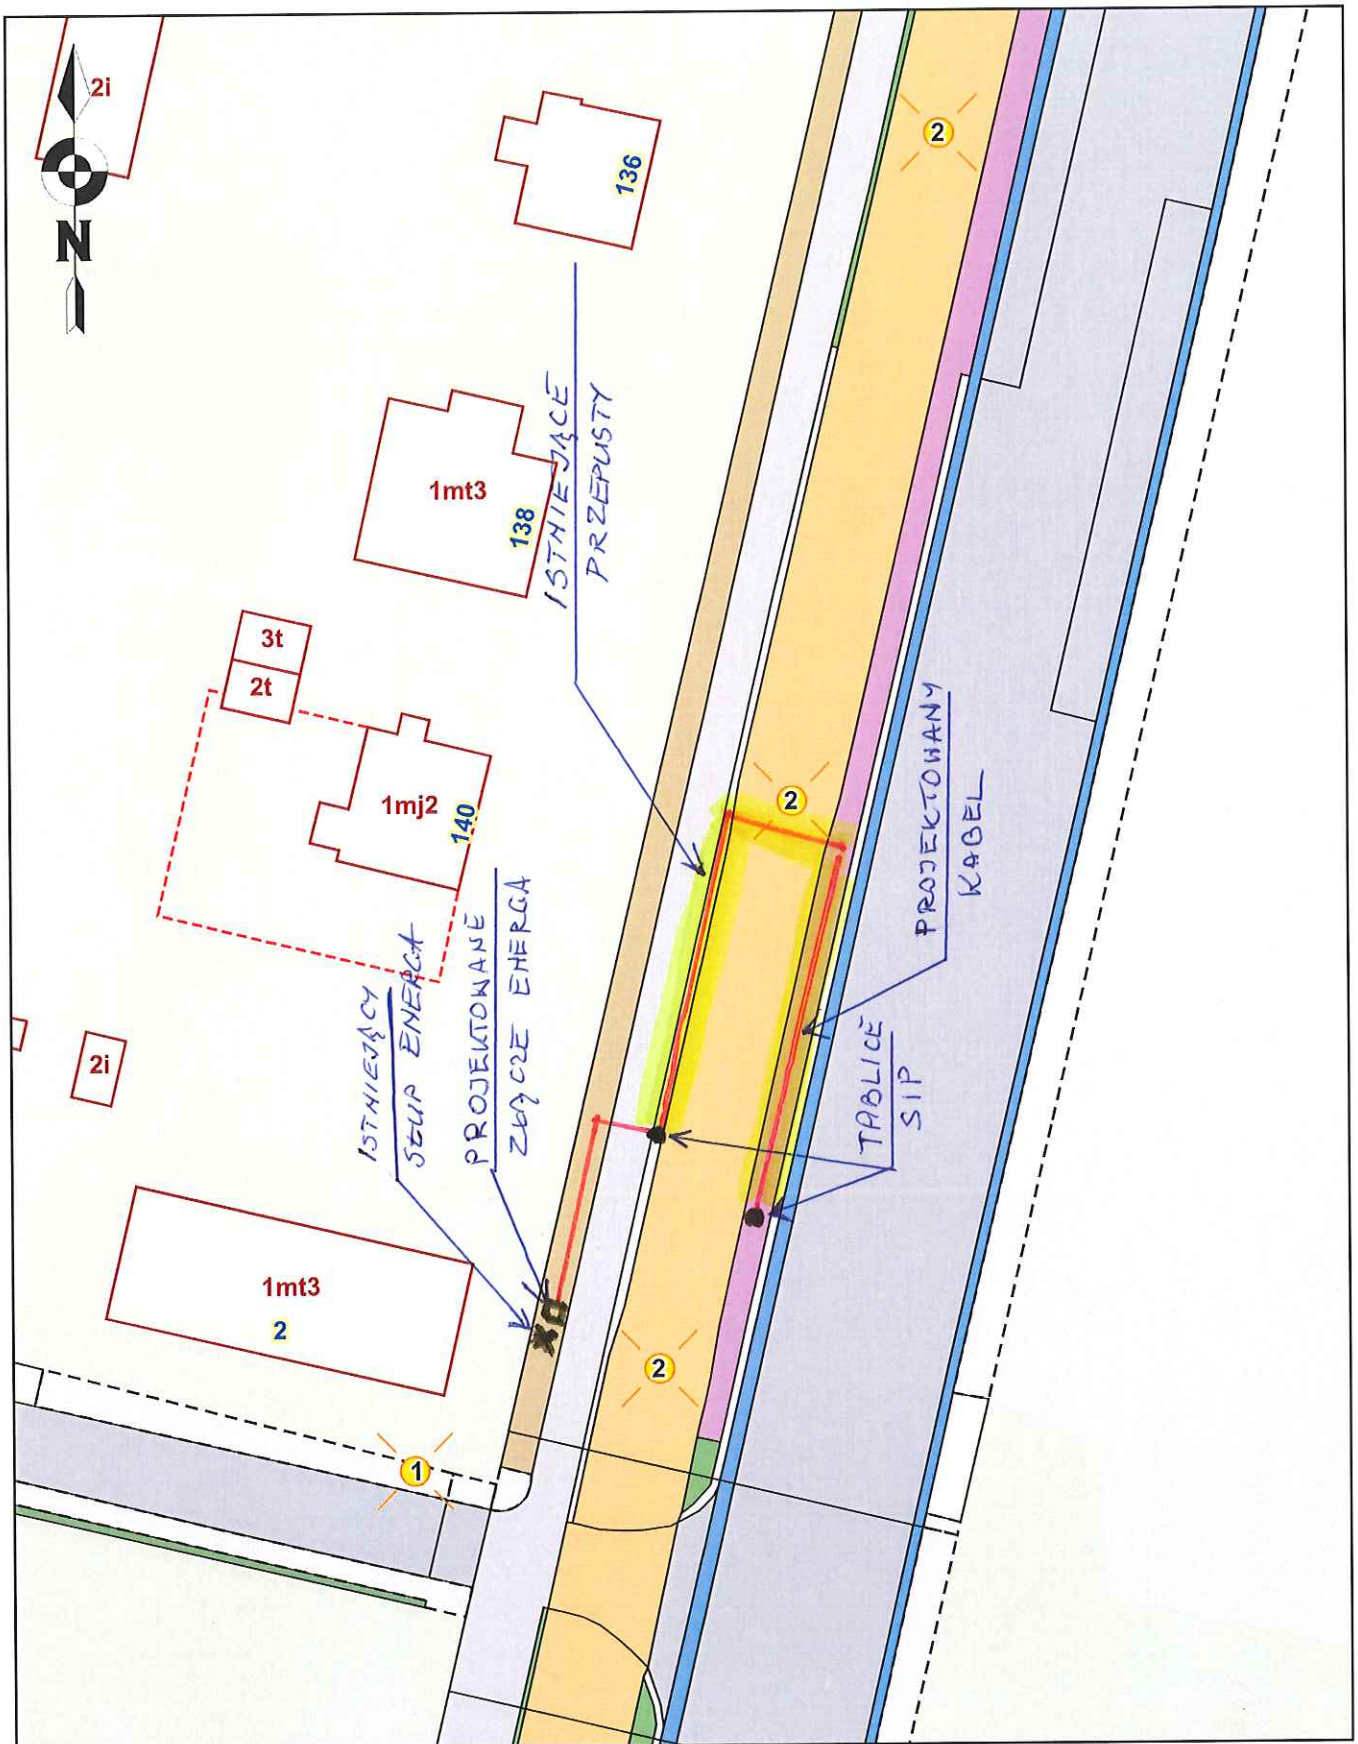 2i
N
136
2
1mt3
138
ISTNIEJĄCE
PRZEPUSTY
3t
2t
1mj2
140
2
PROJEKTOWANY
KABEL
ISTNIEJĄCY
SŁUP ENERGA
PROJEKTOWANE
ZŁĄCZE ENERGA
TABLICE
SIP
2i
1mt3
2
2
1